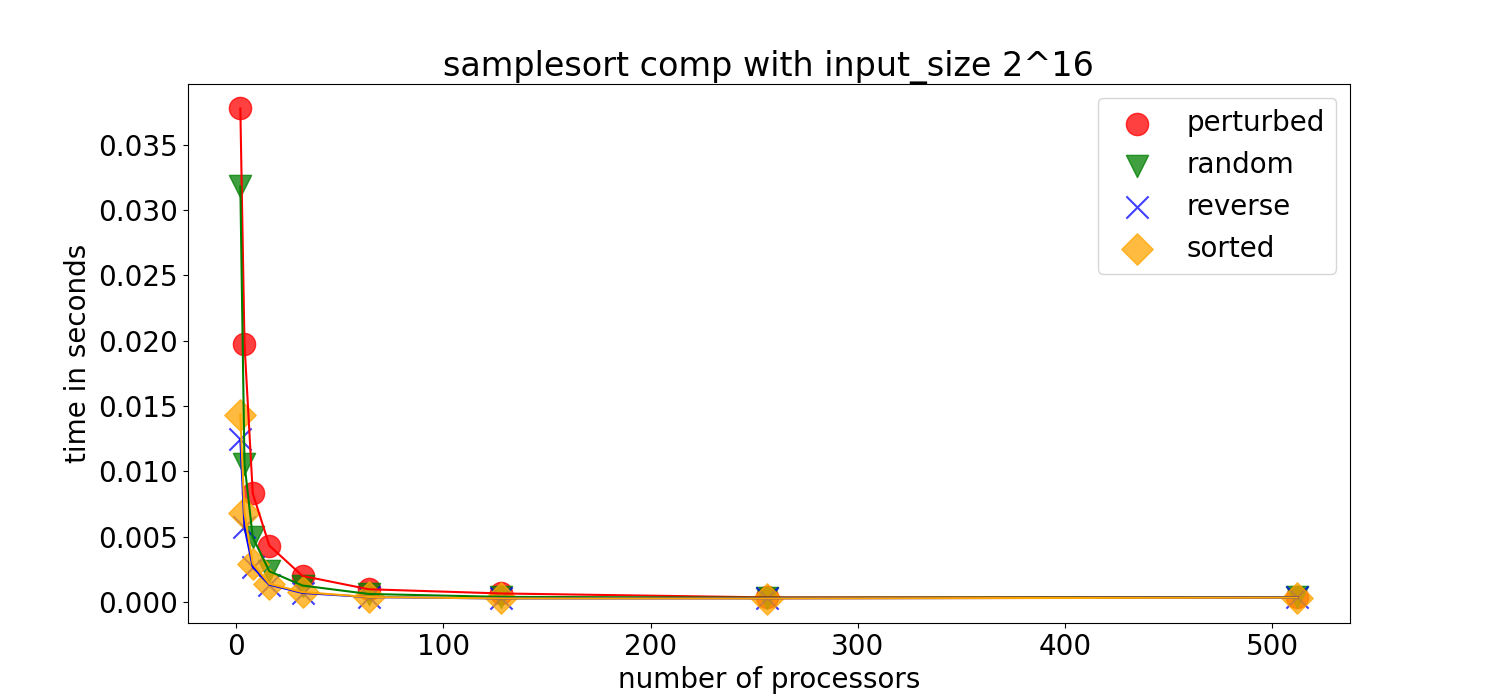 samplesort comp with input_size 2^16
perturbed
random
reverse
sorted
time in seconds
0.035
0.030
0.025
0.020
0.015
0.010
0.005
0.000
0
100
200
300
400
500
number of processors